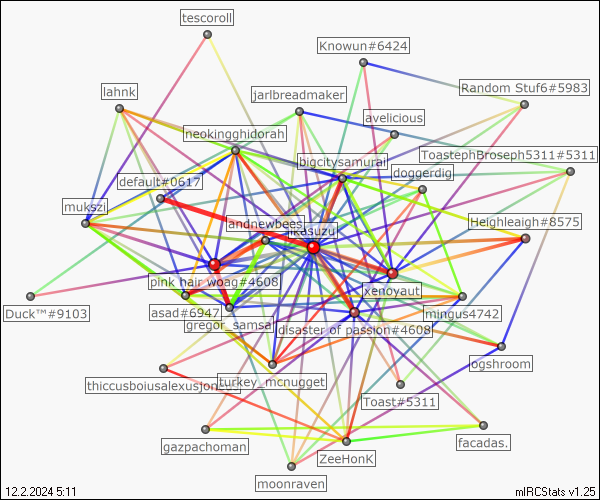 tescoroll
Knowun#6424
lahnk
jarlbreadmaker
Random Stuf6#5983
avelicious
neokingghidorah
bigcitysamurai
ToastephBroseph5311#5311
doggerdig
default#0617
mukszi
andnewbees
ikasuzu
Heighleaigh#8575
pink hair woag#4608
xenoyaut
Duck™#9103
asad#6947
mingus4742
gregor_samsa
disaster of passion#4608
ogshroom
thiccusboiusalexusjon
turkey_mcnugget
Toast#5311
gazpachoman
facadas.
ZeeHonK
moonraven
12.2.2024 5:11
mIRCStats v1.25